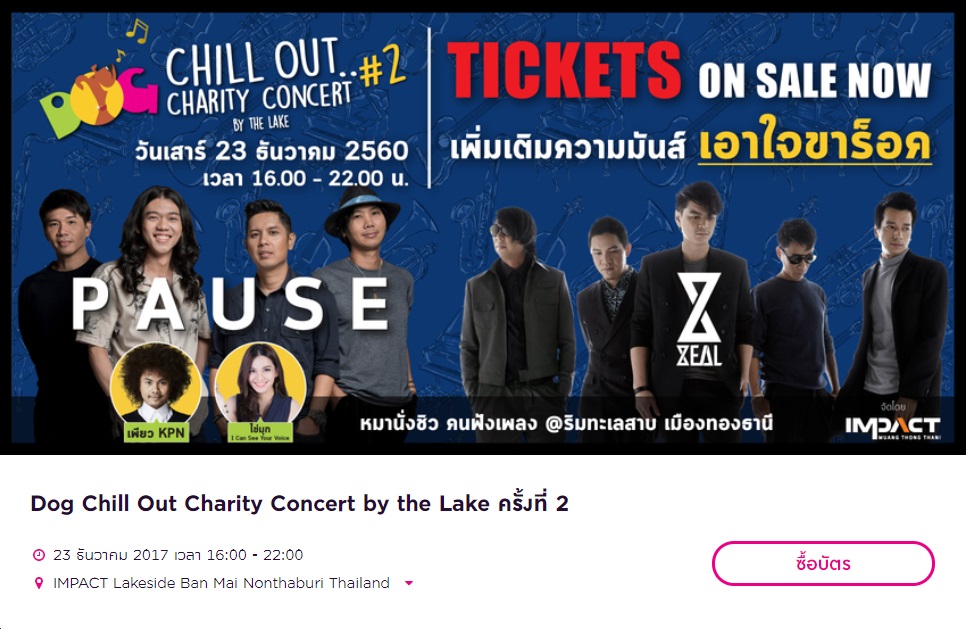 DOG
CHILL OUT.. #2
CHARITY CONCERT
BY THE LAKE
วันเสาร์ 23 ธันวาคม 2560
เวลา 16.00 - 22.00 น.
TICKETS ON SALE NOW
เพิ่มเติมความมันส์ เอาใจขาร็อค
PAUSE
ZEAL
เพียว KPN
ไข่มุก
I Can See Your Voice
หมานั่งชิว คนฟังเพลง @ริมทะเลสาบ เมืองทองธานี
จัดโดย
IMPACT
MUANG THONG THANI
Dog Chill Out Charity Concert by the Lake ครั้งที่ 2
23 ธันวาคม 2017 เวลา 16:00 - 22:00
IMPACT Lakeside Ban Mai Nonthaburi Thailand
ซื้อบัตร